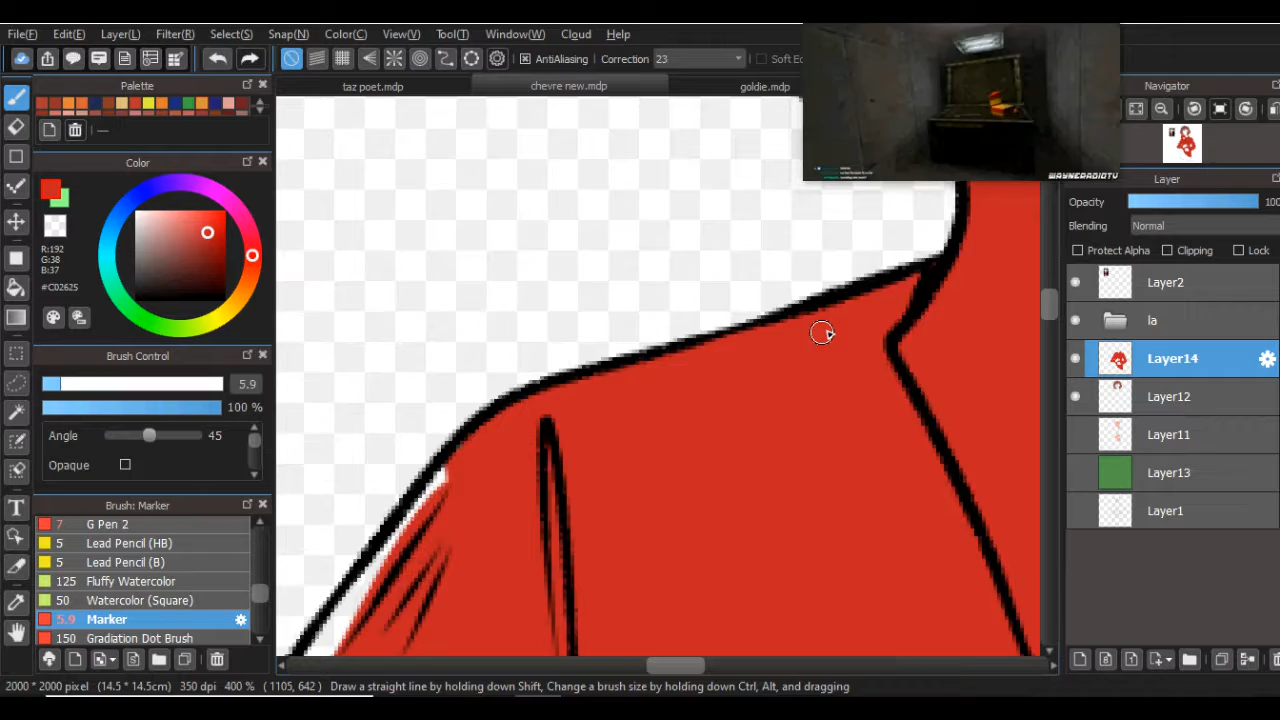 File(F) Edit(E) Layer(L) Filter(R) Select(S) Snap(N) Color(C) View(V) Tool(T) Window(W) Cloud Help
AntiAliasing Correction 23 Soft Ed
Palette
taz poet.mdp chevre new.mdp goldie.mdp
Navigator
Color
WAYNERADIOTV
Layer
Opacity 100
Blending Normal
Protect Alpha Clipping Lock
R:192
G:38
B:37
#C02625
Layer2
la
Layer14
Layer12
Layer11
Layer13
Layer1
Brush Control
5.9
100 %
Angle 45
Opaque
Brush: Marker
7 G Pen 2
5 Lead Pencil (HB)
5 Lead Pencil (B)
125 Fluffy Watercolor
50 Watercolor (Square)
5.9 Marker
150 Gradiation Dot Brush
2000 * 2000 pixel (14.5 * 14.5cm) 350 dpi 400 % ( 1105, 642 ) Draw a straight line by holding down Shift, Change a brush size by holding down Ctrl, Alt, and dragging